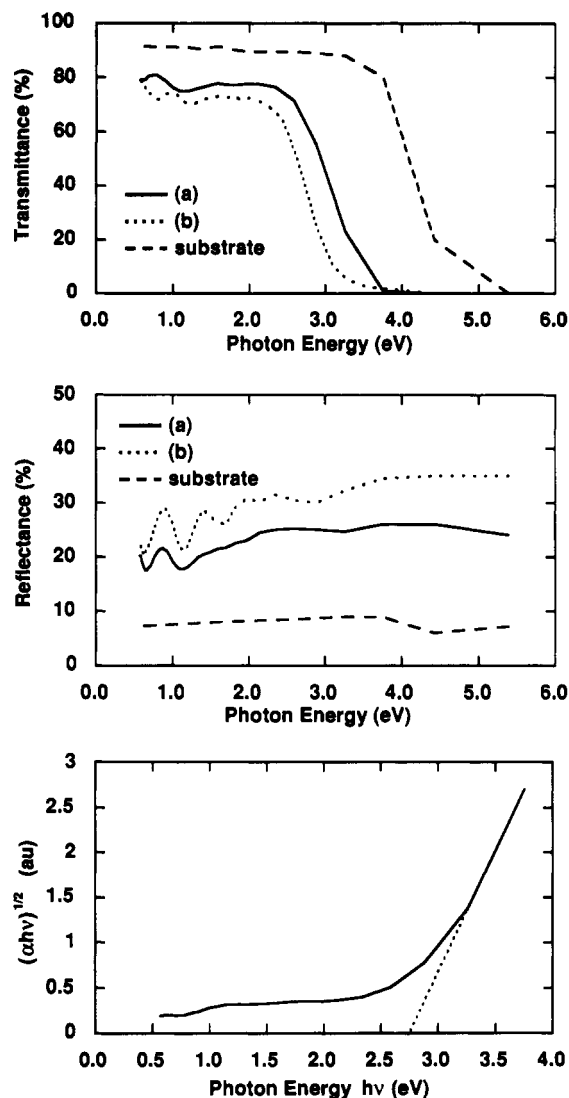 100
80
60
40
20
0
Transmittance (%)
(a)
(b)
substrate
0.0 1.0 2.0 3.0 4.0 5.0 6.0
Photon Energy (eV)
50
40
30
20
10
0
Reflectance (%)
(a)
(b)
substrate
0.0 1.0 2.0 3.0 4.0 5.0 6.0
Photon Energy (eV)
3
2.5
2
1.5
1
0.5
0
(αhν)^1/2 (au)
0.0 0.5 1.0 1.5 2.0 2.5 3.0 3.5 4.0
Photon Energy hν (eV)